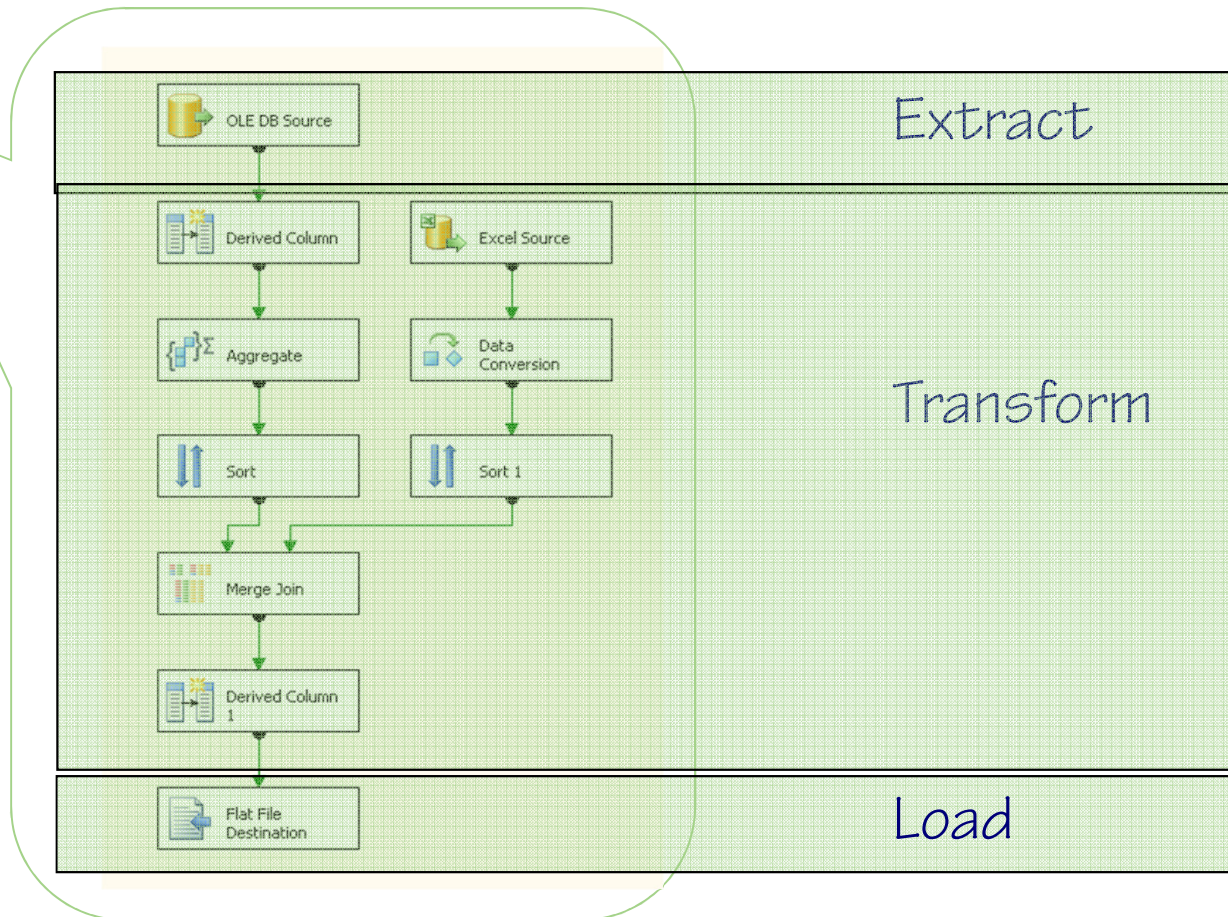 OLE DB Source
Extract
Derived Column
Excel Source
Aggregate
Data
Conversion
Transform
Sort
Sort 1
Merge Join
Derived Column
1
Flat File
Destination
Load